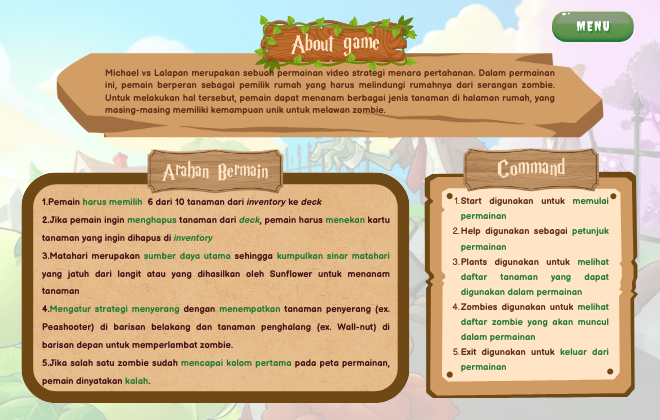 MENU
About game
Michael vs Lalapan merupakan sebuah permainan video strategi menara pertahanan. Dalam permainan
ini, pemain berperan sebagai pemilik rumah yang harus melindungi rumahnya dari serangan zombie.
Untuk melakukan hal tersebut, pemain dapat menanam berbagai jenis tanaman di halaman rumah, yang
masing-masing memiliki kemampuan unik untuk melawan zombie.
Arahan Bermain
1.Pemain harus memilih 6 dari 10 tanaman dari inventory ke deck
2.Jika pemain ingin menghapus tanaman dari deck, pemain harus menekan kartu
tanaman yang ingin dihapus di inventory
3.Matahari merupakan sumber daya utama sehingga kumpulkan sinar matahari
yang jatuh dari langit atau yang dihasilkan oleh Sunflower untuk menanam
tanaman
4.Mengatur strategi menyerang dengan menempatkan tanaman penyerang (ex.
Peashooter) di barisan belakang dan tanaman penghalang (ex. Wall-nut) di
barisan depan untuk memperlambat zombie.
5.Jika salah satu zombie sudah mencapai kolom pertama pada peta permainan,
pemain dinyatakan kalah.
Command
1.Start digunakan untuk memulai
permainan
2. Help digunakan sebagai petunjuk
permainan
3.Plants digunakan untuk melihat
daftar tanaman yang dapat
digunakan dalam permainan
4.Zombies digunakan untuk melihat
daftar zombie yang akan muncul
dalam permainan
5. Exit digunakan untuk keluar dari
permainan